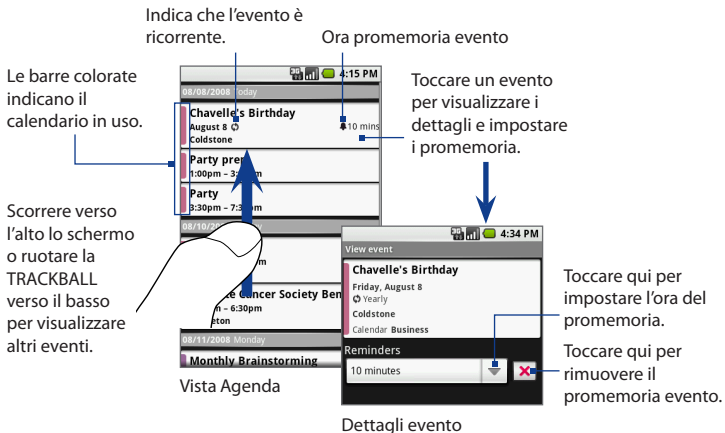 Indica che l'evento è
ricorrente.
Ora promemoria evento
Le barre colorate
indicano il
calendario in uso.
Toccare un evento
per visualizzare i
dettagli e impostare
i promemoria.
Scorrere verso
l'alto lo schermo
o ruotare la
TRACKBALL
verso il basso
per visualizzare
altri eventi.
4:15 PM
08/08/2008 Today
Chavelle's Birthday
August 8
10 mins
Coldstone
Party
1:00pm – 3:
Party
3:30pm – 7:3
08/10/
Cancer Society Ben
– 6:30pm
08/11/2008 Monday
Monthly Brainstorming
Vista Agenda
4:34 PM
View event
Chavelle's Birthday
Friday, August 8
Yearly
Coldstone
Calendar Business
Reminders
10 minutes
Toccare qui per
impostare l'ora del
promemoria.
Toccare qui per
rimuovere il
promemoria evento.
Dettagli evento